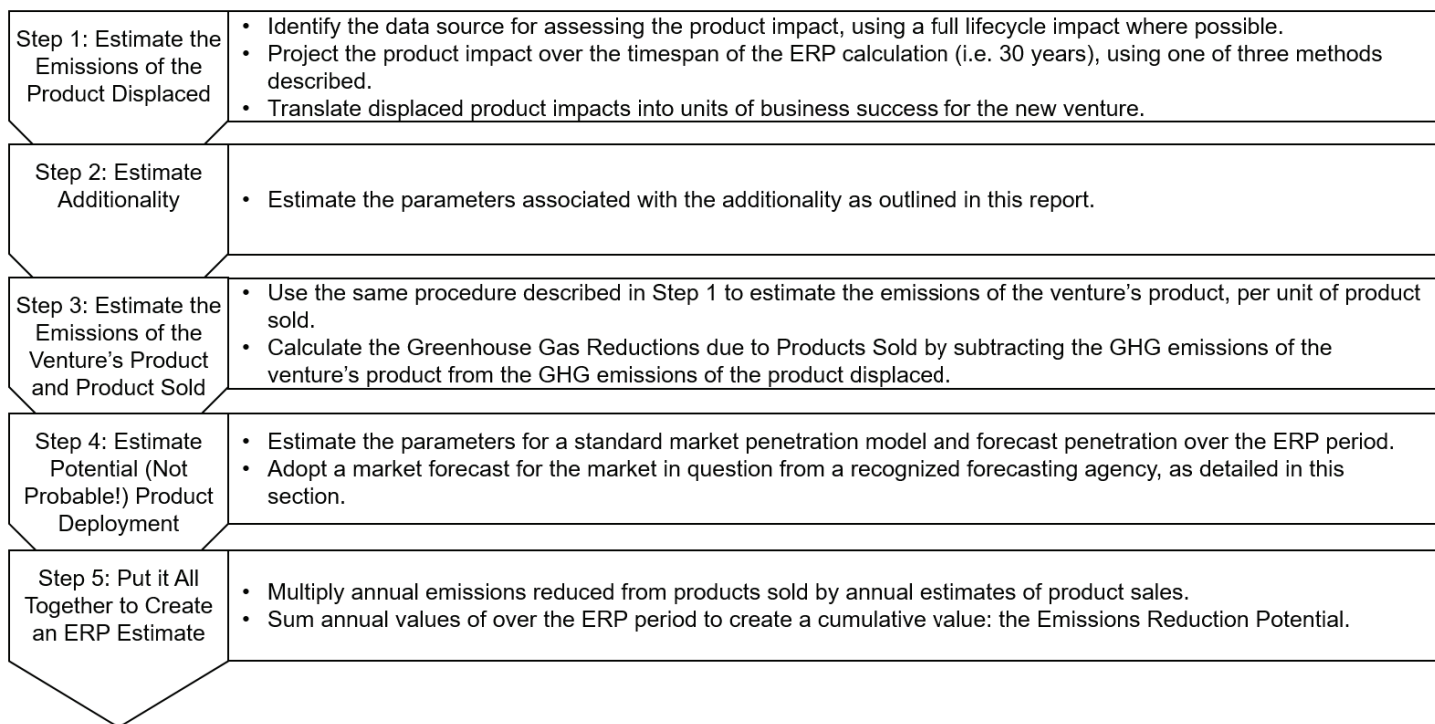 Step 1: Estimate the
Emissions of the
Product Displaced
• Identify the data source for assessing the product impact, using a full lifecycle impact where possible.
• Project the product impact over the timespan of the ERP calculation (i.e. 30 years), using one of three methods
described.
• Translate displaced product impacts into units of business success for the new venture.
Step 2: Estimate
Additionality
• Estimate the parameters associated with the additionality as outlined in this report.
Step 3: Estimate the
Emissions of the
Venture's Product
and Product Sold
• Use the same procedure described in Step 1 to estimate the emissions of the venture's product, per unit of product
sold.
• Calculate the Greenhouse Gas Reductions due to Products Sold by subtracting the GHG emissions of the
venture's product from the GHG emissions of the product displaced.
Step 4: Estimate
Potential (Not
Probable!) Product
Deployment
• Estimate the parameters for a standard market penetration model and forecast penetration over the ERP period.
• Adopt a market forecast for the market in question from a recognized forecasting agency, as detailed in this
section.
Step 5: Put it All
Together to Create
an ERP Estimate
• Multiply annual emissions reduced from products sold by annual estimates of product sales.
• Sum annual values of over the ERP period to create a cumulative value: the Emissions Reduction Potential.